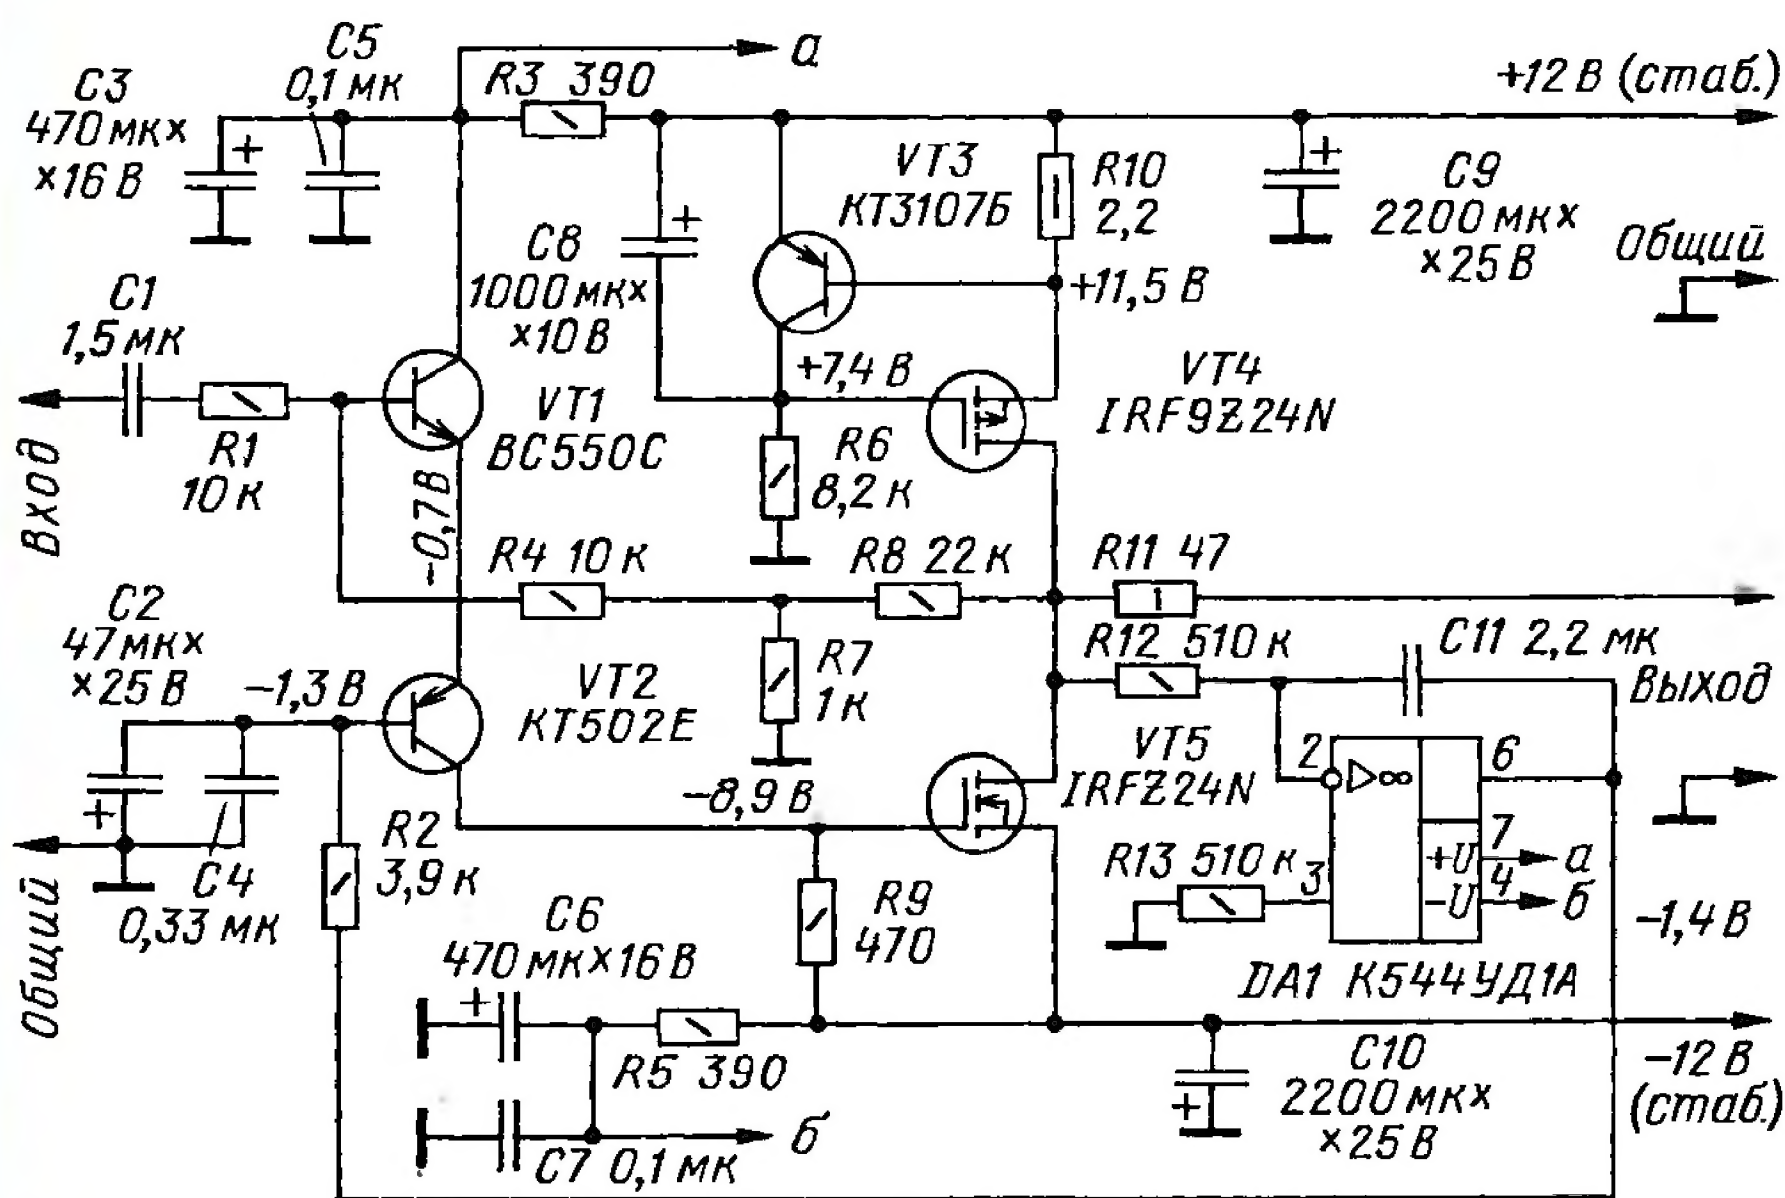 C3
470 мк×
×16 В
+
C5
0,1 мк
а
R3 390
+12 В (стаб.)
C8
1000 мк×
×10 В
+
VT3
КТ3107Б
R10
2,2
+11,5 В
+
C9
2200 мк×
×25 В
Общий
C1
1,5 мк
R1
10 к
Вход
VT1
BC550C
-0,7 В
+7,4 В
R6
8,2 к
VT4
IRF9Z24N
R4 10 к
R8 22 к
R11 47
R7
1 к
R12 510 к
C11 2,2 мк
Выход
C2
47 мк×
×25 В
-1,3 В
+
C4
0,33 мк
Общий
R2
3,9 к
VT2
КТ502Е
-8,9 В
VT5
IRFZ24N
R9
470
2
▷∞
6
7
+U
а
4
-U
б
3
R13 510 к
-1,4 В
DA1 К544УД1А
C6
470 мк×16 В
+
R5 390
C7 0,1 мк
б
C10
2200 мк×
×25 В
+
-12 В
(стаб.)